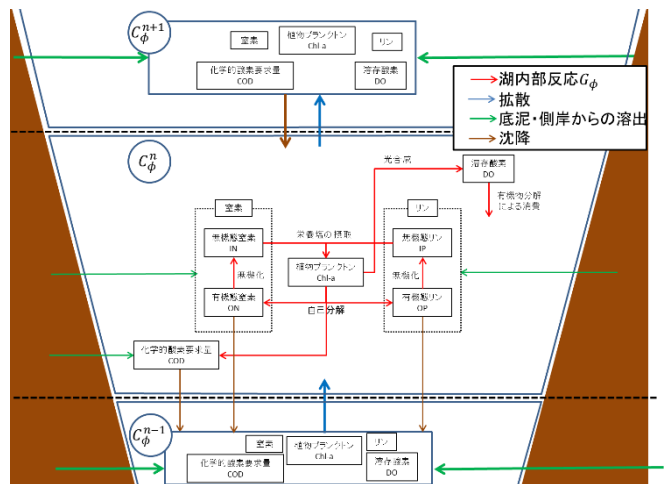 C_φ^{n+1}
窒素
植物プランクトン
Chl-a
リン
化学的酸素要求量
COD
溶存酸素
DO
湖内部反応G_φ
拡散
底泥・側岸からの溶出
沈降
C_φ^n
光合成
溶存酸素
DO
有機物分解
による消費
窒素
リン
栄養塩の摂取
無機態窒素
IN
無機態リン
IP
植物プランクトン
Chl-a
無機化
無機化
有機態窒素
ON
有機態リン
OP
自己分解
化学的酸素要求量
COD
C_φ^{n-1}
窒素
植物プランクトン
Chl-a
リン
化学的酸素要求量
COD
溶存酸素
DO